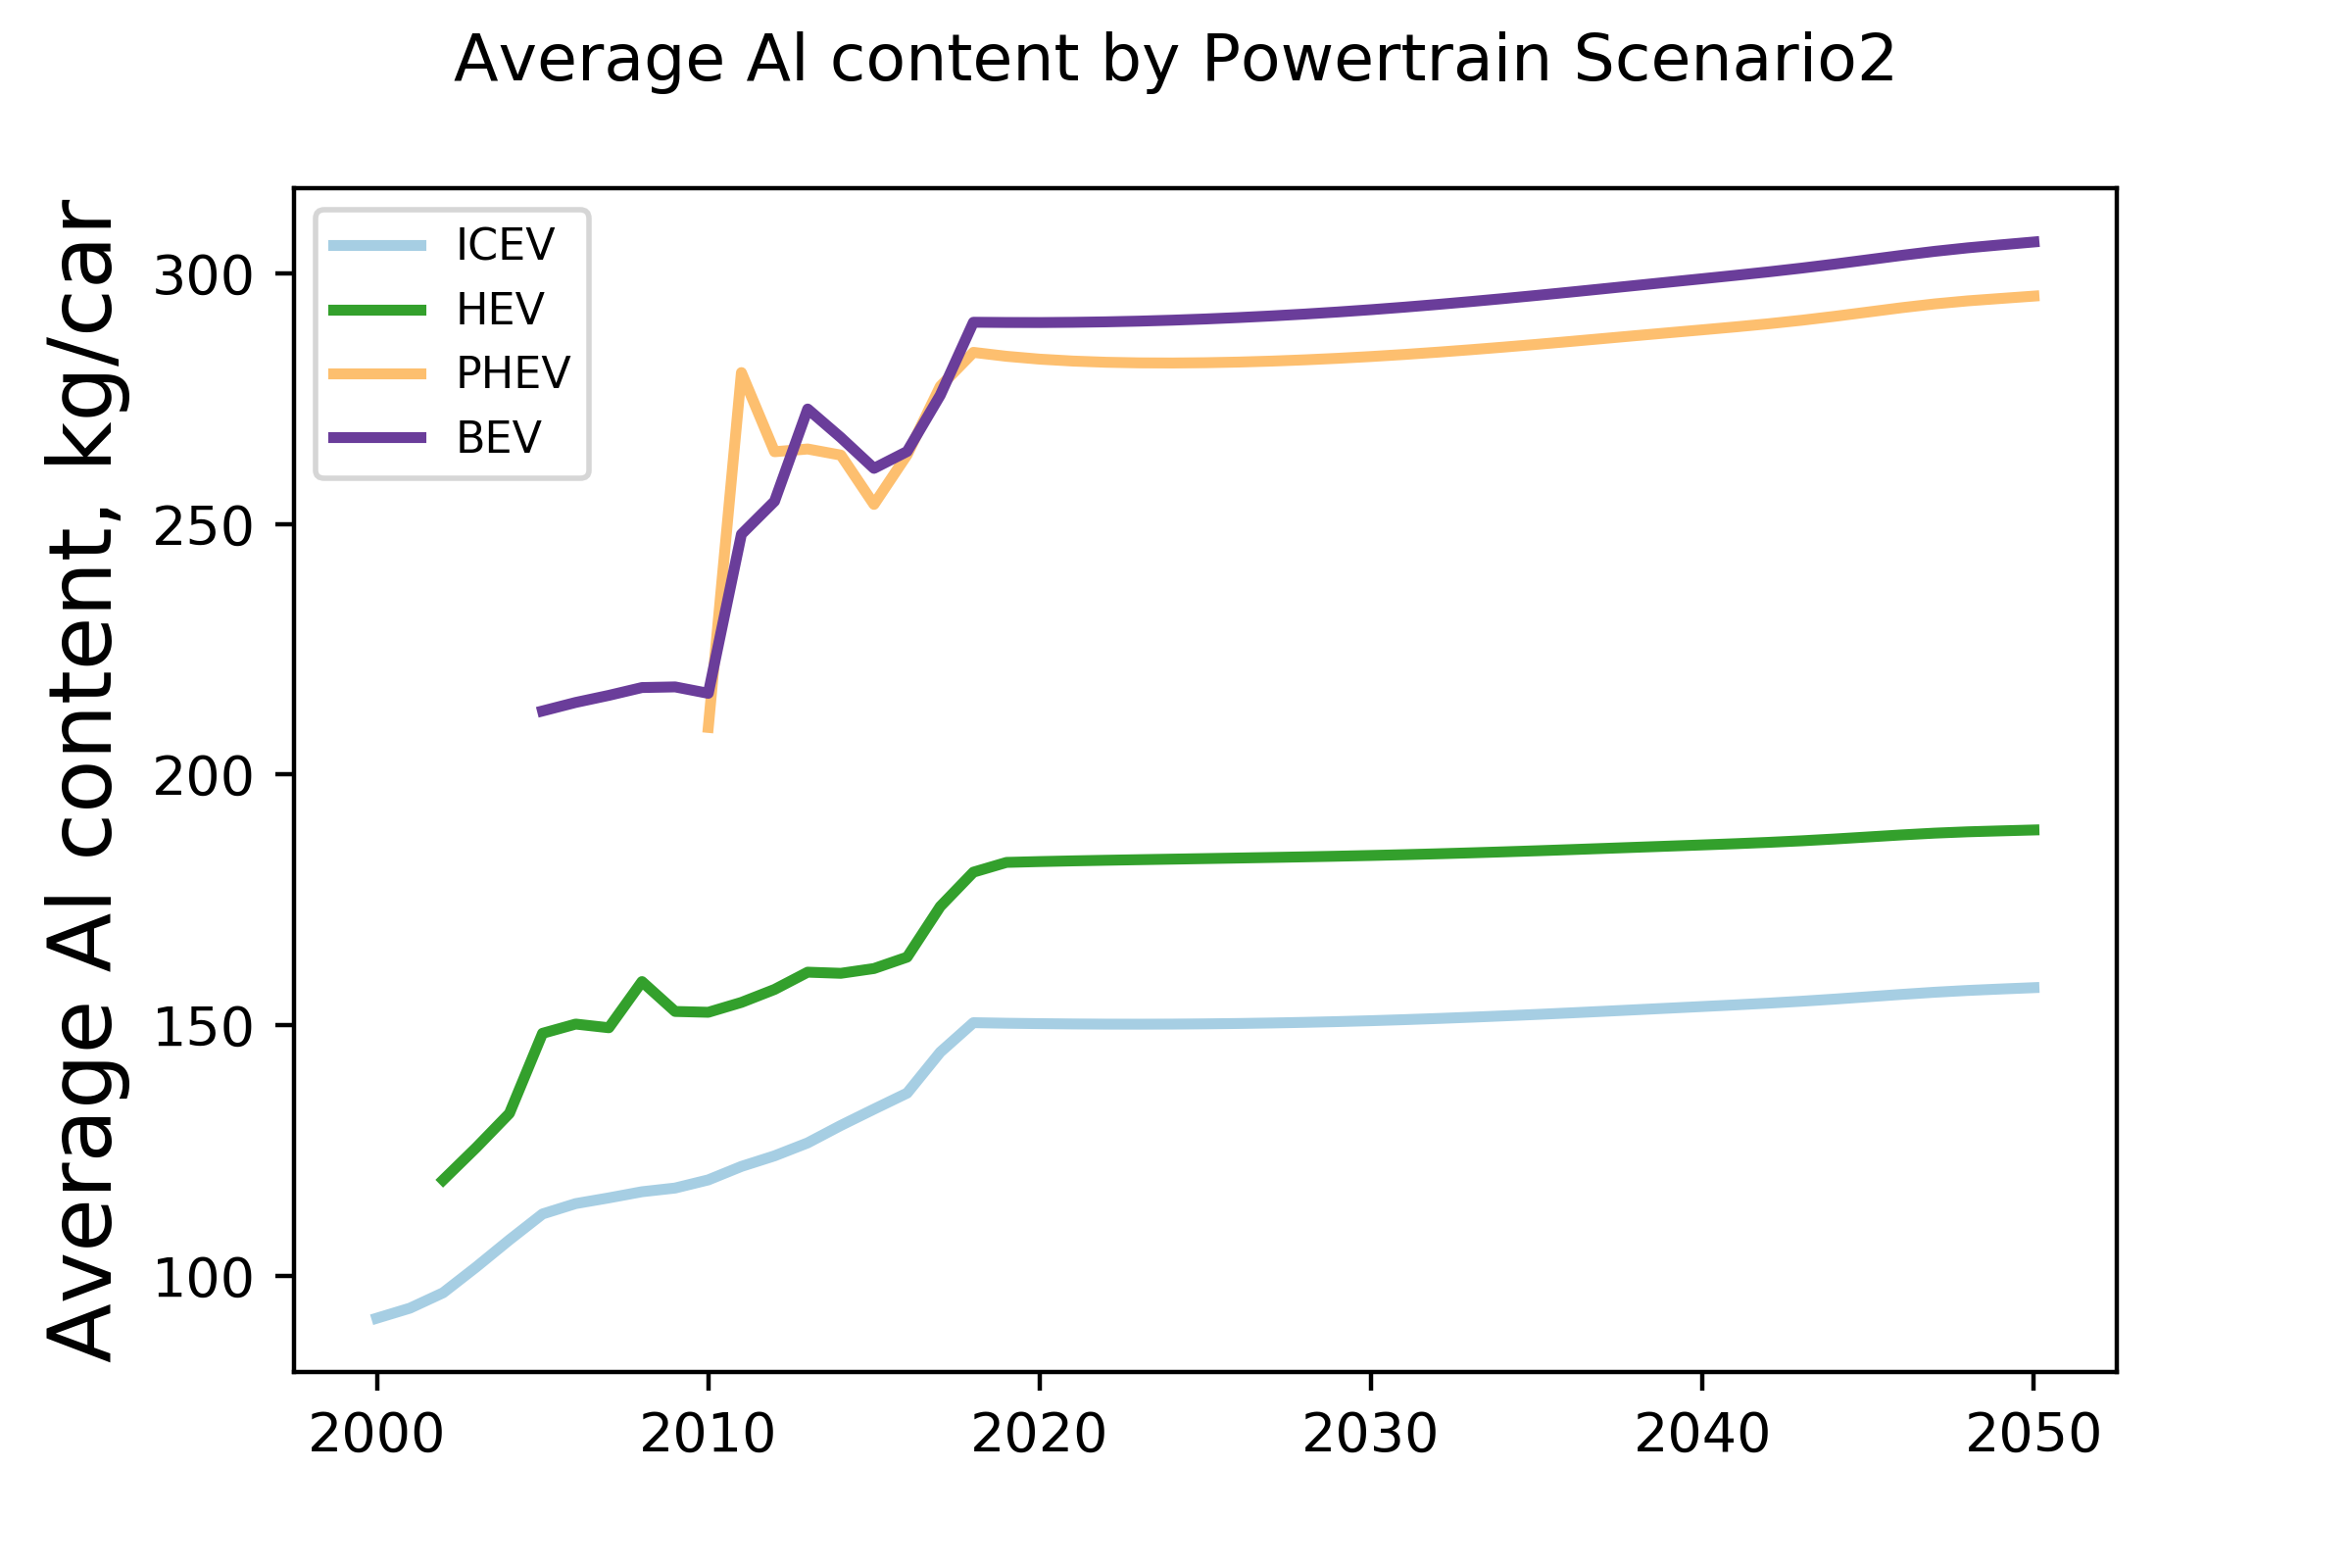 Average Al content by Powertrain Scenario2
Average Al content, kg/car
300
250
200
150
100
ICEV
HEV
PHEV
BEV
2000 2010 2020 2030 2040 2050